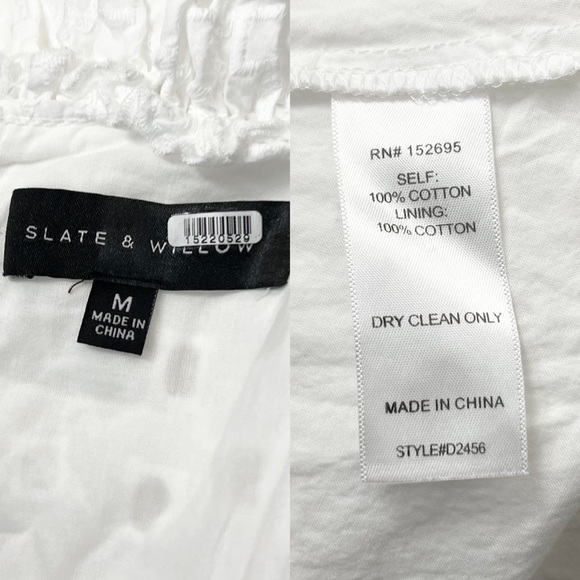 SLATE & WILLOW
15220529
M
MADE IN
CHINA
RN# 152695
SELF:
100% COTTON
LINING:
100% COTTON
DRY CLEAN ONLY
MADE IN CHINA
STYLE#D2456